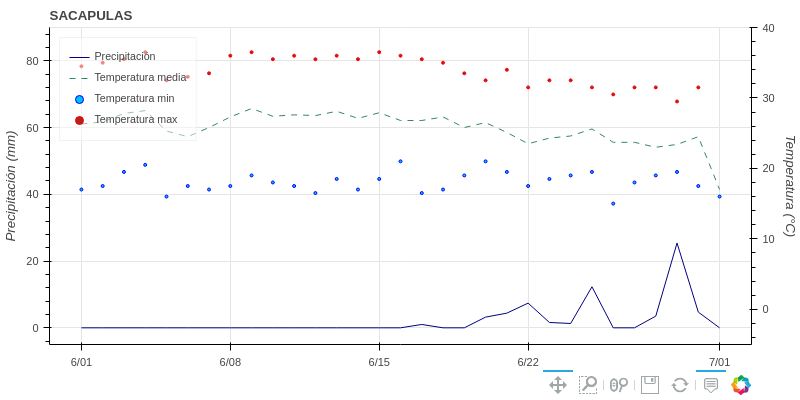 SACAPULAS
Precipitación
Temperatura media
Temperatura min
Temperatura max
Precipitación (mm)
80
60
40
20
0
Temperatura (°C)
40
30
20
10
0
6/01
6/08
6/15
6/22
7/01